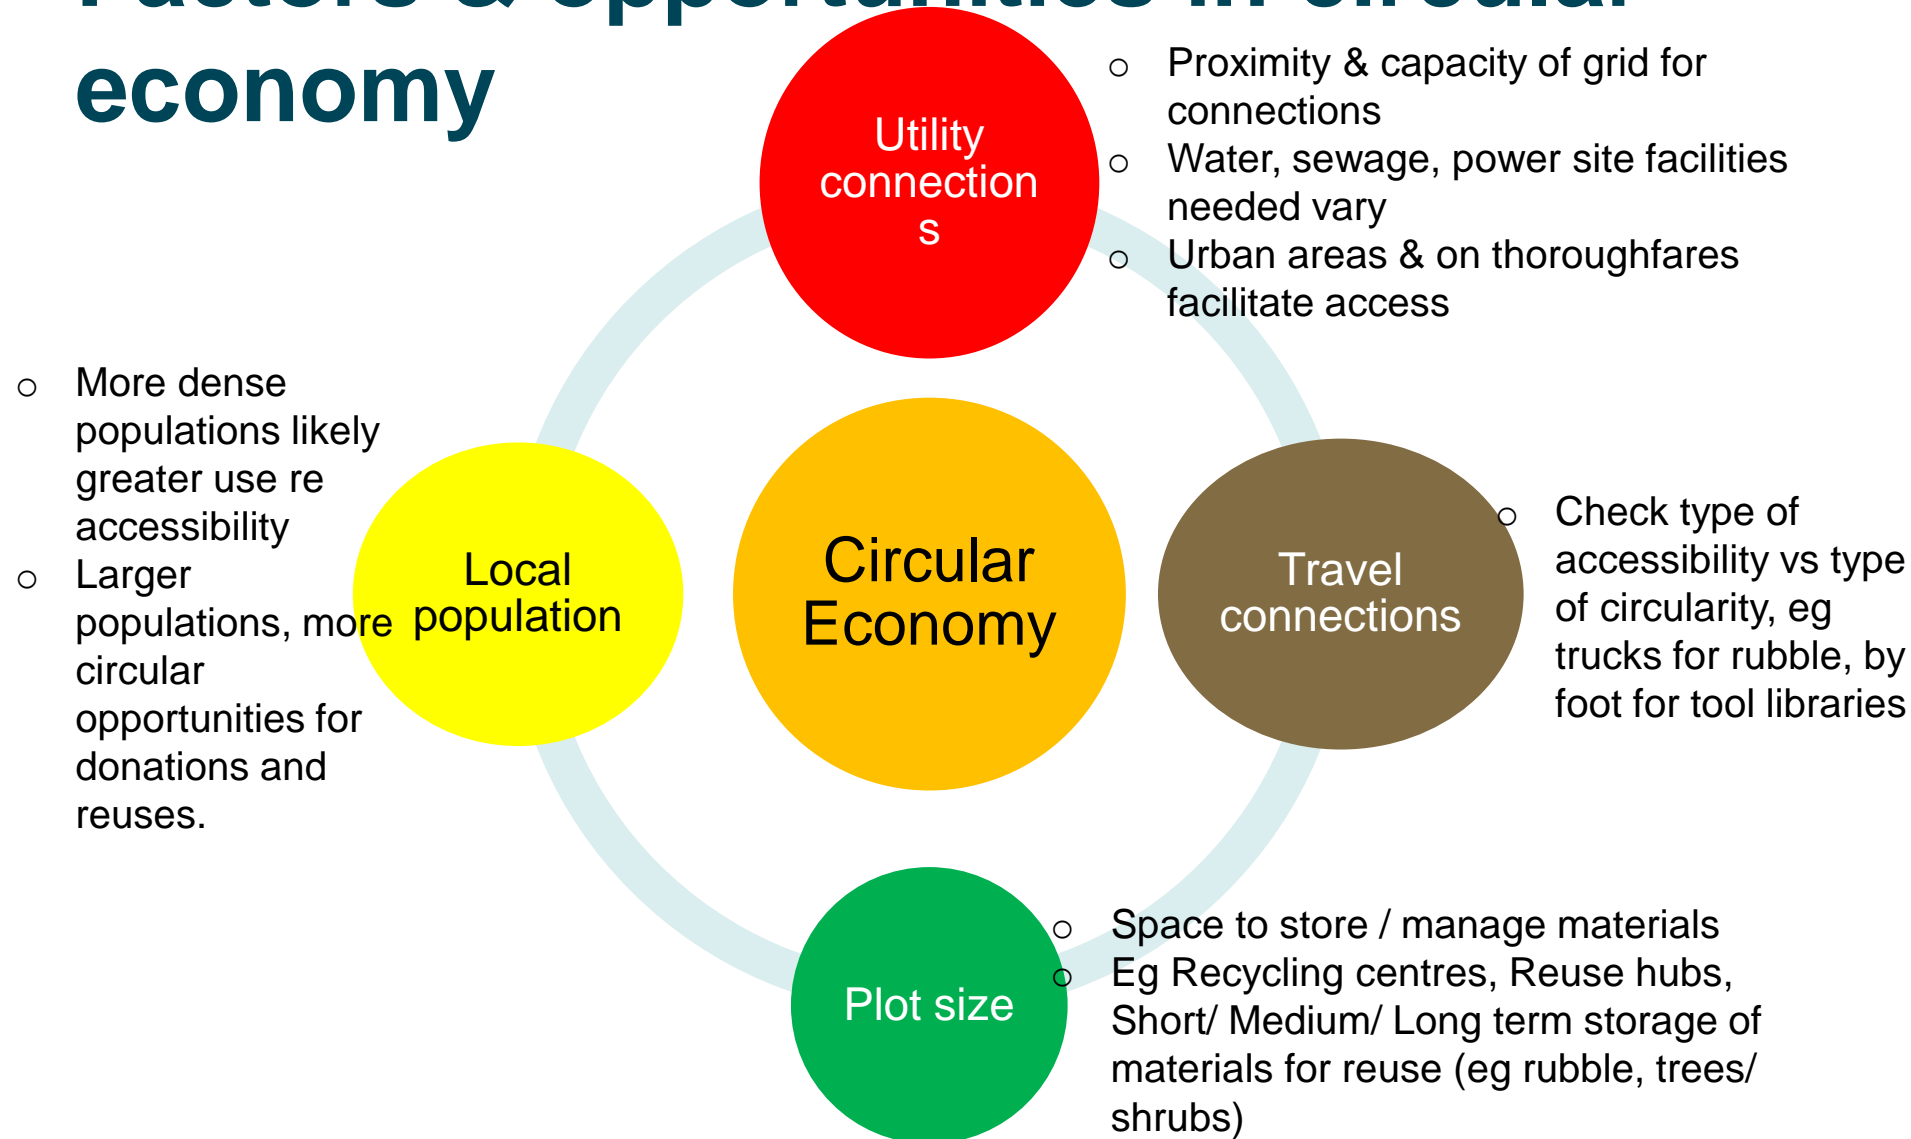 Factors & opportunities in circular
economy
Utility
connection
s
o Proximity & capacity of grid for
connections
o Water, sewage, power site facilities
needed vary
o Urban areas & on thoroughfares
facilitate access
o More dense
populations likely
greater use re
accessibility
o Larger
populations, more
circular
opportunities for
donations and
reuses.
Local
population
Circular
Economy
Travel
connections
o Check type of
accessibility vs type
of circularity, eg
trucks for rubble, by
foot for tool libraries
Plot size
o Space to store / manage materials
o Eg Recycling centres, Reuse hubs,
Short/ Medium/ Long term storage of
materials for reuse (eg rubble, trees/
shrubs)